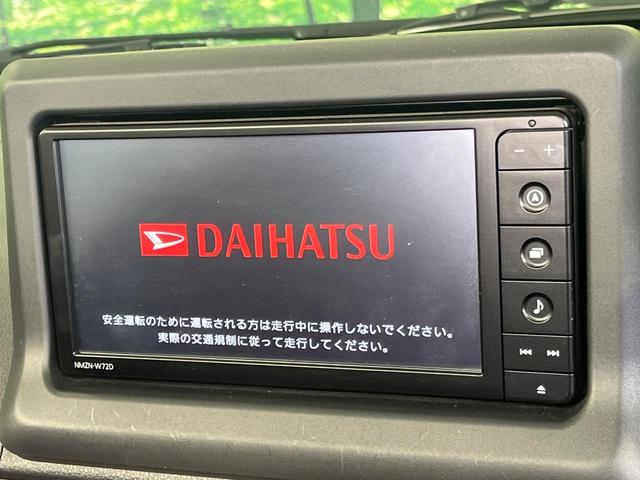 DAIHATSU
安全運転のために運転される方は走行中に操作しないでください。
実際の交通規制に従って走行してください。
NMZN-W72D
− +
A